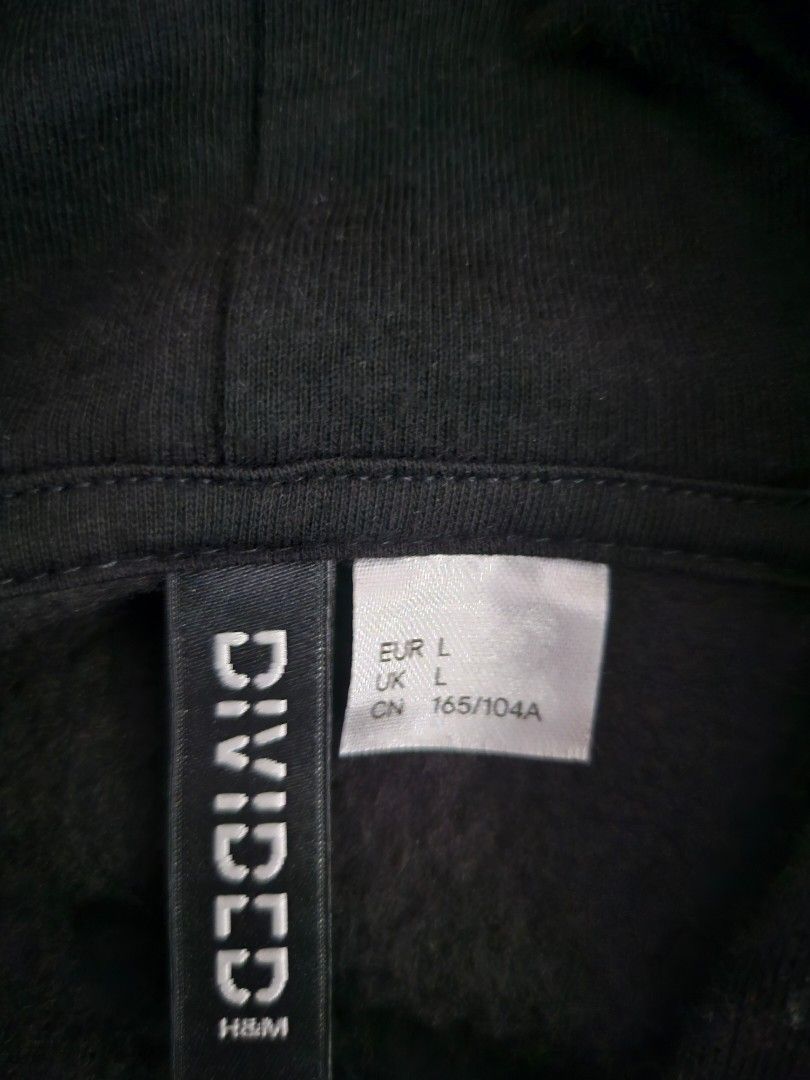 DIVIDED
H&M
EUR L
UK L
CN 165/104A